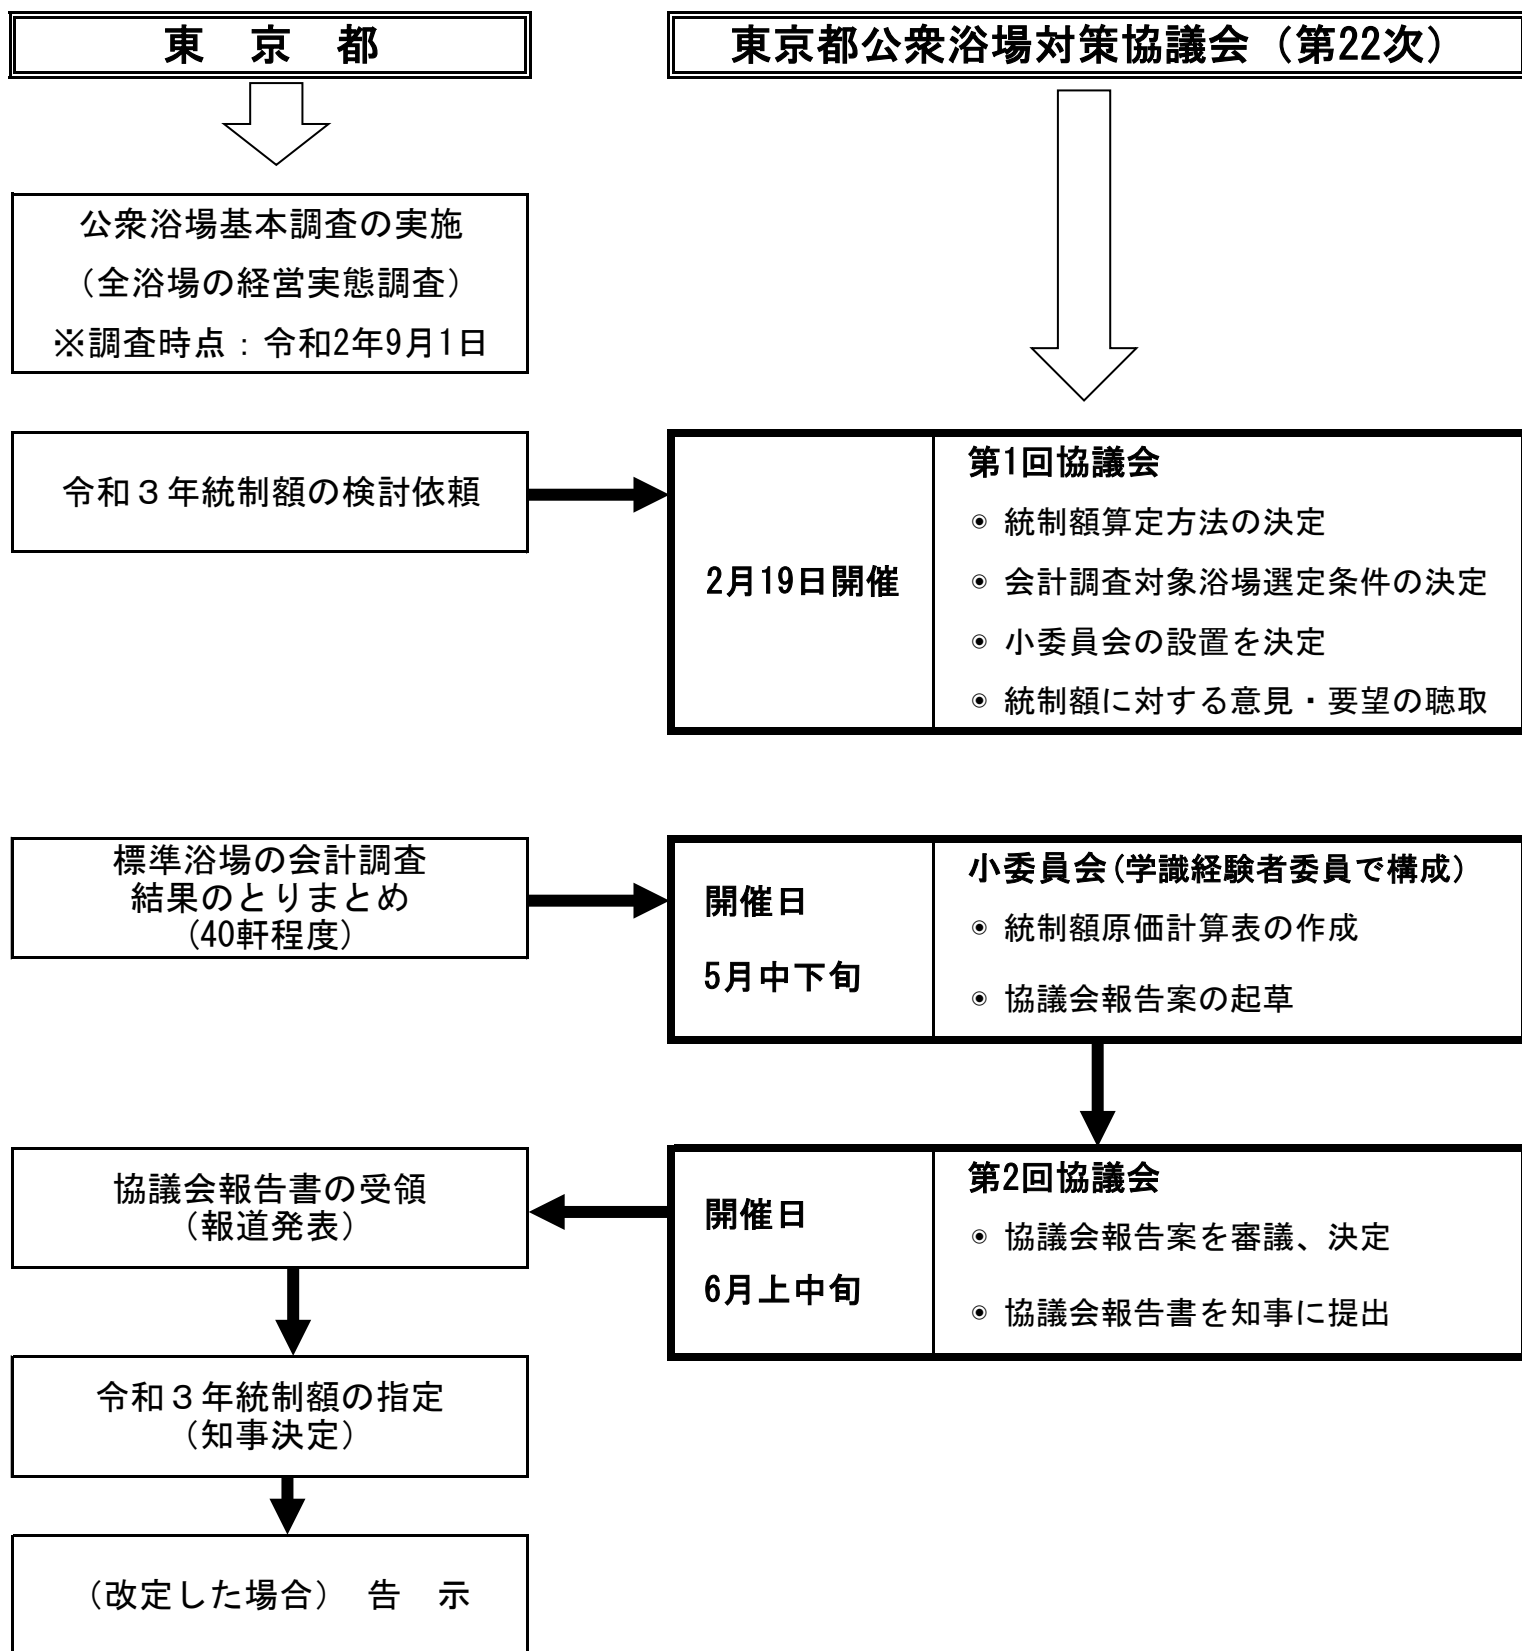 東 京 都
東京都公衆浴場対策協議会（第22次）
公衆浴場基本調査の実施
（全浴場の経営実態調査）
※調査時点：令和2年9月1日
令和３年統制額の検討依頼
2月19日開催
第1回協議会
◉ 統制額算定方法の決定
◉ 会計調査対象浴場選定条件の決定
◉ 小委員会の設置を決定
◉ 統制額に対する意見・要望の聴取
標準浴場の会計調査
結果のとりまとめ
(40軒程度)
開催日
5月中下旬
小委員会(学識経験者委員で構成)
◉ 統制額原価計算表の作成
◉ 協議会報告案の起草
協議会報告書の受領
（報道発表）
開催日
6月上中旬
第2回協議会
◉ 協議会報告案を審議、決定
◉ 協議会報告書を知事に提出
令和３年統制額の指定
（知事決定）
（改定した場合） 告 示